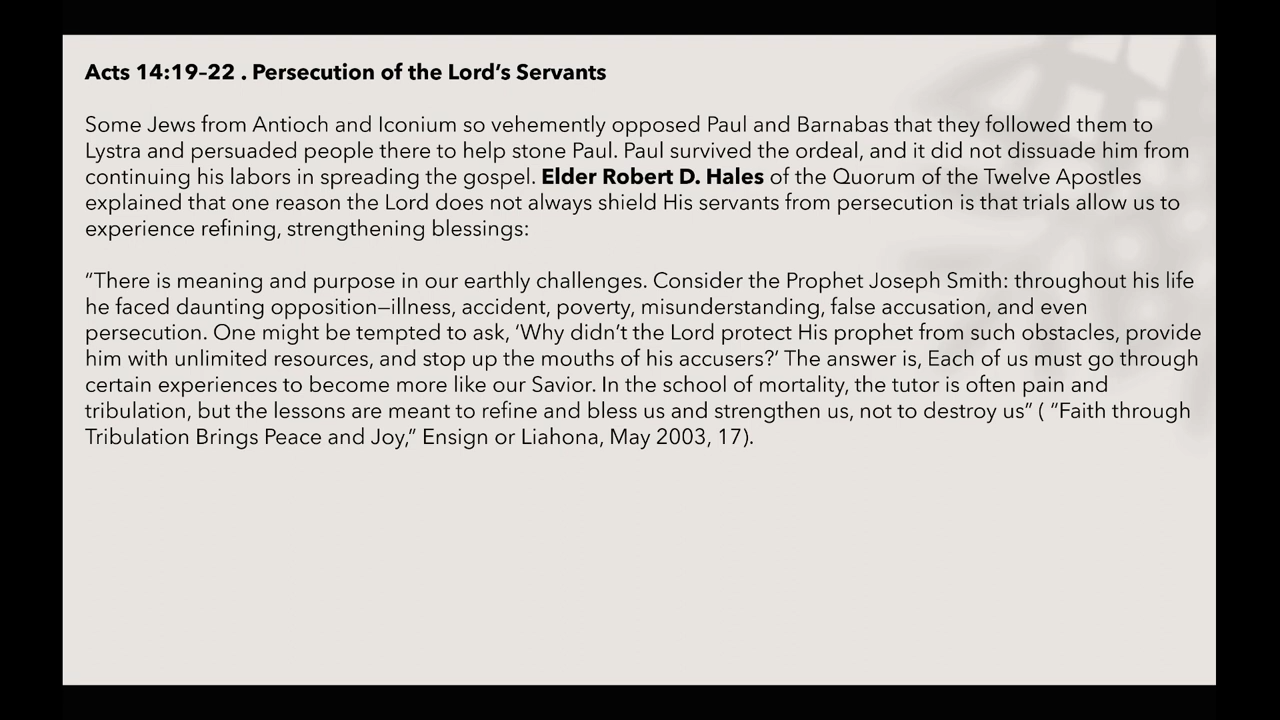 Acts 14:19–22 . Persecution of the Lord’s Servants
Some Jews from Antioch and Iconium so vehemently opposed Paul and Barnabas that they followed them to
Lystra and persuaded people there to help stone Paul. Paul survived the ordeal, and it did not dissuade him from
continuing his labors in spreading the gospel. Elder Robert D. Hales of the Quorum of the Twelve Apostles
explained that one reason the Lord does not always shield His servants from persecution is that trials allow us to
experience refining, strengthening blessings:
“There is meaning and purpose in our earthly challenges. Consider the Prophet Joseph Smith: throughout his life
he faced daunting opposition—illness, accident, poverty, misunderstanding, false accusation, and even
persecution. One might be tempted to ask, ‘Why didn’t the Lord protect His prophet from such obstacles, provide
him with unlimited resources, and stop up the mouths of his accusers?’ The answer is, Each of us must go through
certain experiences to become more like our Savior. In the school of mortality, the tutor is often pain and
tribulation, but the lessons are meant to refine and bless us and strengthen us, not to destroy us” ( “Faith through
Tribulation Brings Peace and Joy,” Ensign or Liahona, May 2003, 17).